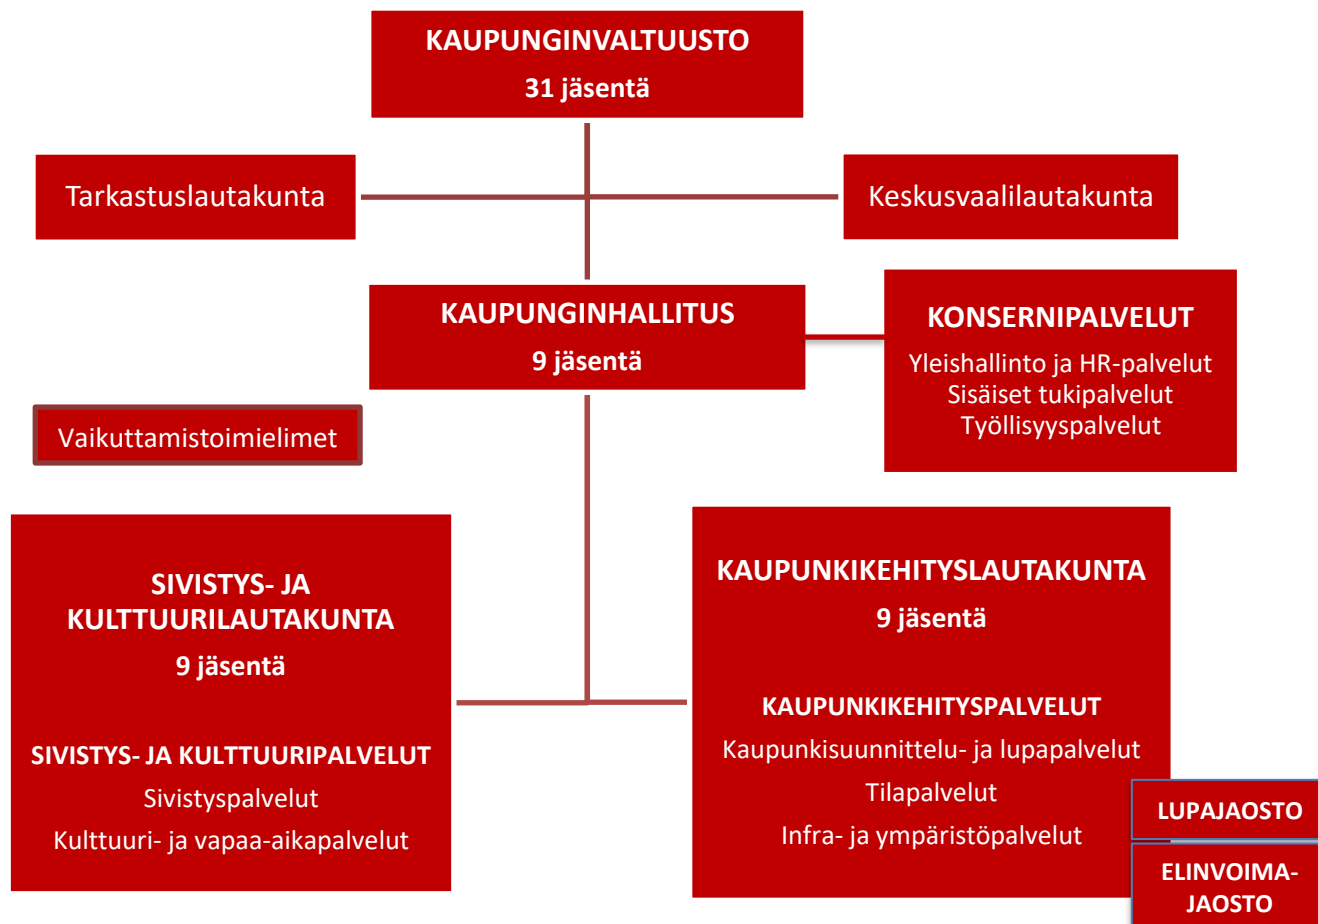 KAUPUNGINVALTUUSTO
31 jäsentä
Tarkastuslautakunta
Keskusvaalilautakunta
KAUPUNGINHALLITUS
9 jäsentä
KONSERNIPALVELUT
Yleishallinto ja HR-palvelut
Sisäiset tukipalvelut
Työllisyyspalvelut
Vaikuttamistoimielimet
SIVISTYS- JA
KULTTUURILAUTAKUNTA
9 jäsentä
SIVISTYS- JA KULTTUURIPALVELUT
Sivistyspalvelut
Kulttuuri- ja vapaa-aikapalvelut
KAUPUNKIKEHITYSLAUTAKUNTA
9 jäsentä
KAUPUNKIKEHITYSPALVELUT
Kaupunkisuunnittelu- ja lupapalvelut
Tilapalvelut
Infra- ja ympäristöpalvelut
LUPAJAOSTO
ELINVOIMA-
JAOSTO